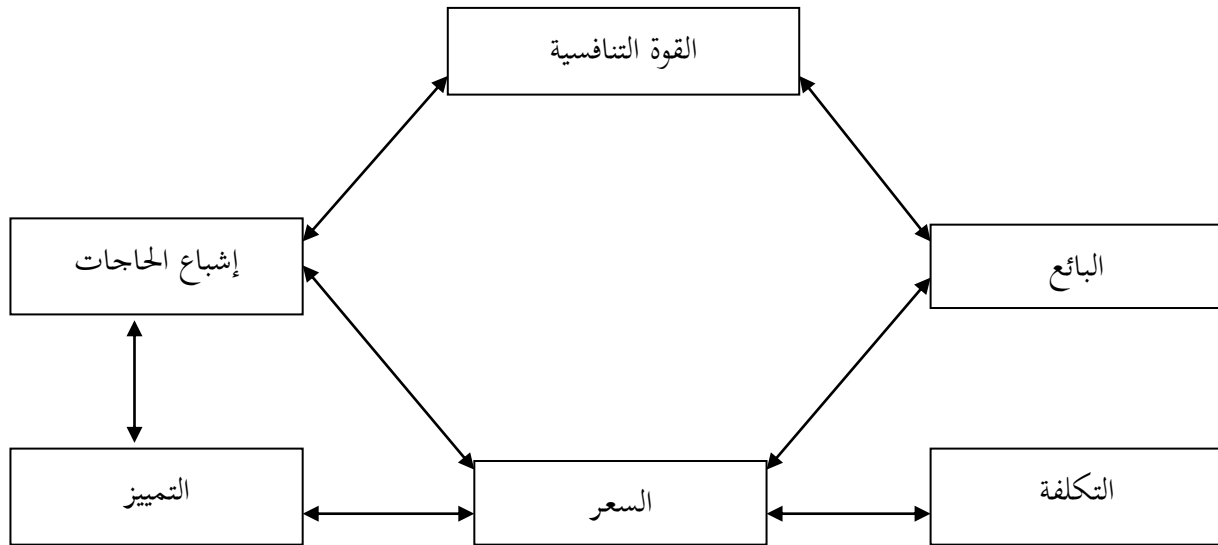 القوة التنافسية
البائع
إشباع الحاجات
التكلفة
السعر
التمييز